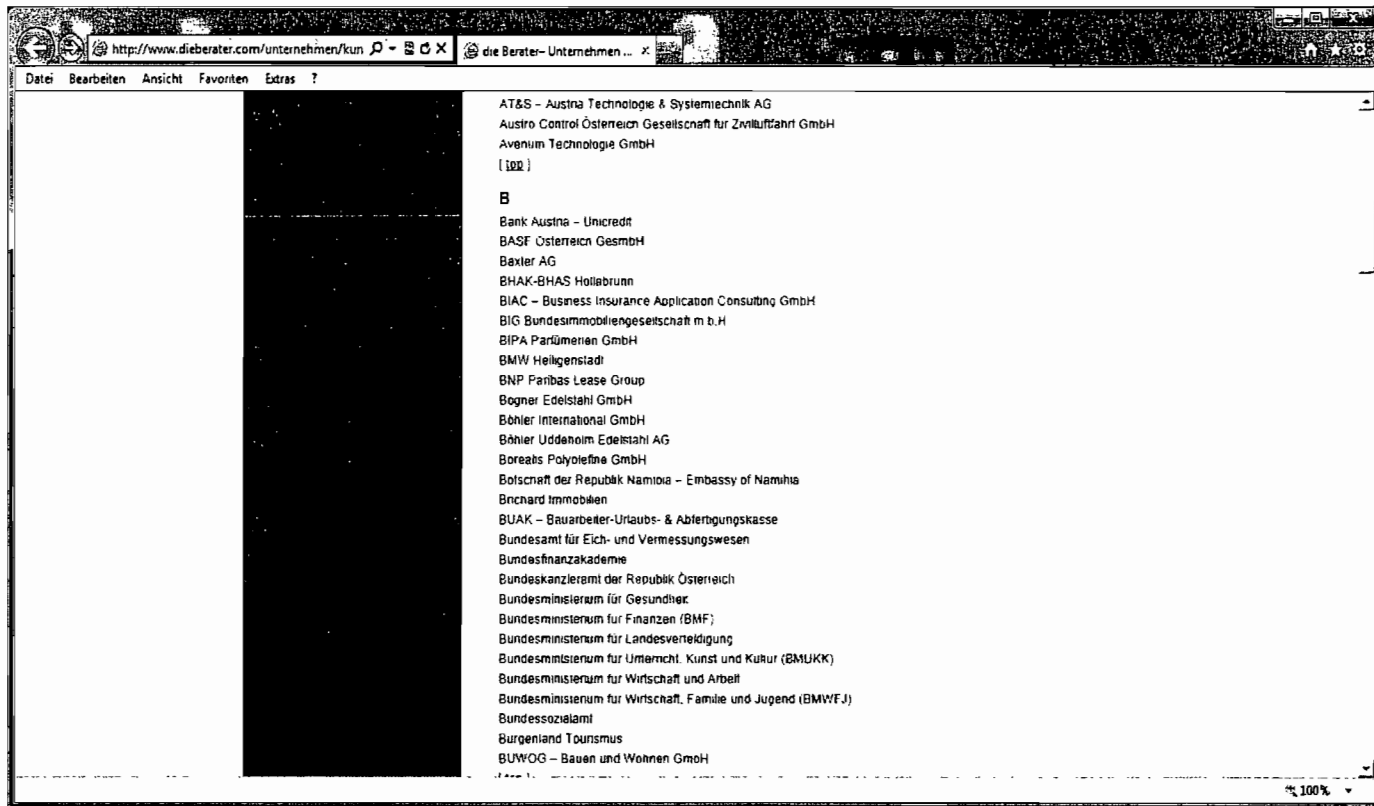 http://www.dieberater.com/unternehmen/kun
die Berater– Unternehmen ...
Datei Bearbeiten Ansicht Favoriten Extras ?
AT&S – Austria Technologie & Systemtechnik AG
Austro Control Österreich Gesellschaft für Zivilluftfahrt GmbH
Avenum Technologie GmbH
[ top ]
B
Bank Austria – Unicredit
BASF Österreich GesmbH
Baxter AG
BHAK-BHAS Hollabrunn
BIAC – Business Insurance Application Consulting GmbH
BIG Bundesimmobiliengesellschaft m.b.H
BIPA Parfümerien GmbH
BMW Heiligenstadt
BNP Paribas Lease Group
Bogner Edelstahl GmbH
Böhler International GmbH
Böhler Uddeholm Edelstahl AG
Borealis Polyolefine GmbH
Botschaft der Republik Namibia – Embassy of Namibia
Brichard Immobilien
BUAK – Bauarbeiter-Urlaubs- & Abfertigungskasse
Bundesamt für Eich- und Vermessungswesen
Bundesfinanzakademie
Bundeskanzleramt der Republik Österreich
Bundesministerium für Gesundheit
Bundesministerium für Finanzen (BMF)
Bundesministerium für Landesverteidigung
Bundesministerium für Unterricht, Kunst und Kultur (BMUKK)
Bundesministerium für Wirtschaft und Arbeit
Bundesministerium für Wirtschaft, Familie und Jugend (BMWFJ)
Bundessozialamt
Burgenland Tourismus
BUWOG – Bauen und Wohnen GmbH
[ top ]
100%